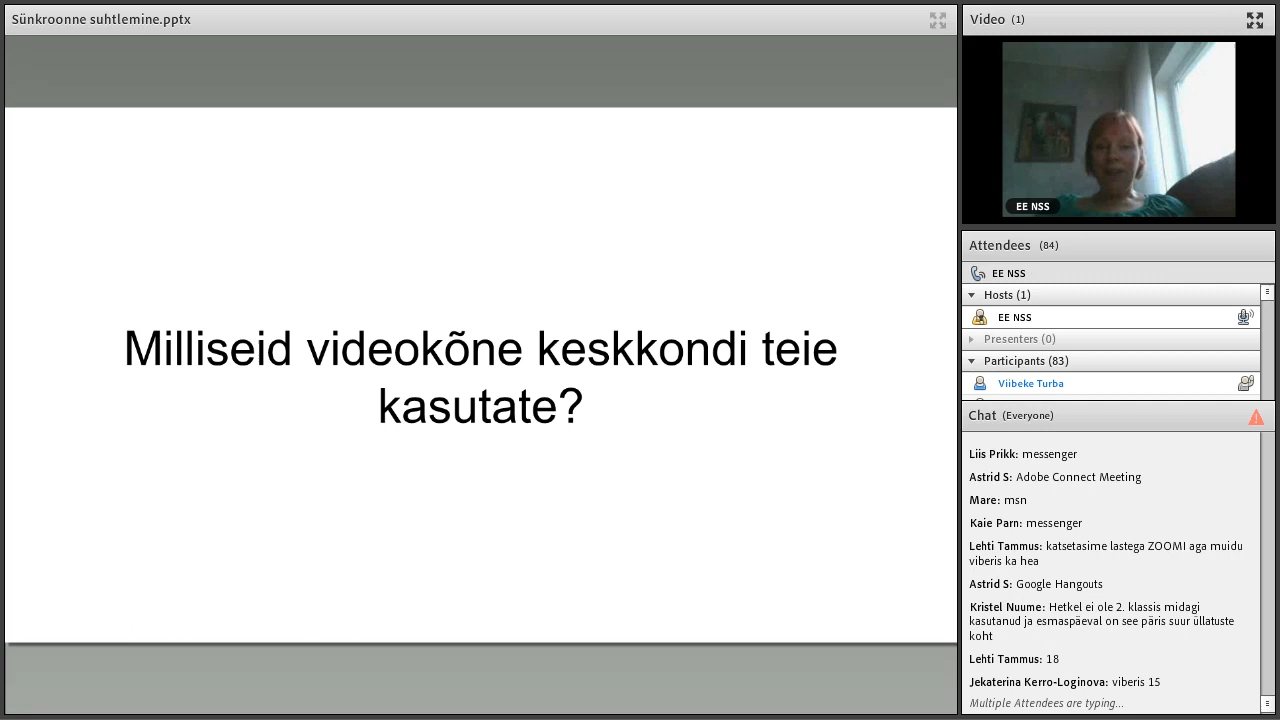 Sünkroonne suhtlemine.pptx
Milliseid videokõne keskkondi teie
kasutate?
Video (1)
EE NSS
Attendees (84)
EE NSS
Hosts (1)
EE NSS
Presenters (0)
Participants (83)
Viibeke Turba
Chat (Everyone)
Liis Prikk: messenger
Astrid S: Adobe Connect Meeting
Mare: msn
Kaie Parn: messenger
Lehti Tammus: katsetasime lastega ZOOMI aga muidu
viberis ka hea
Astrid S: Google Hangouts
Kristel Nuume: Hetkel ei ole 2. klassis midagi
kasutanud ja esmaspäeval on see päris suur üllatuste
koht
Lehti Tammus: 18
Jekaterina Kerro-Loginova: viberis 15
Multiple Attendees are typing...